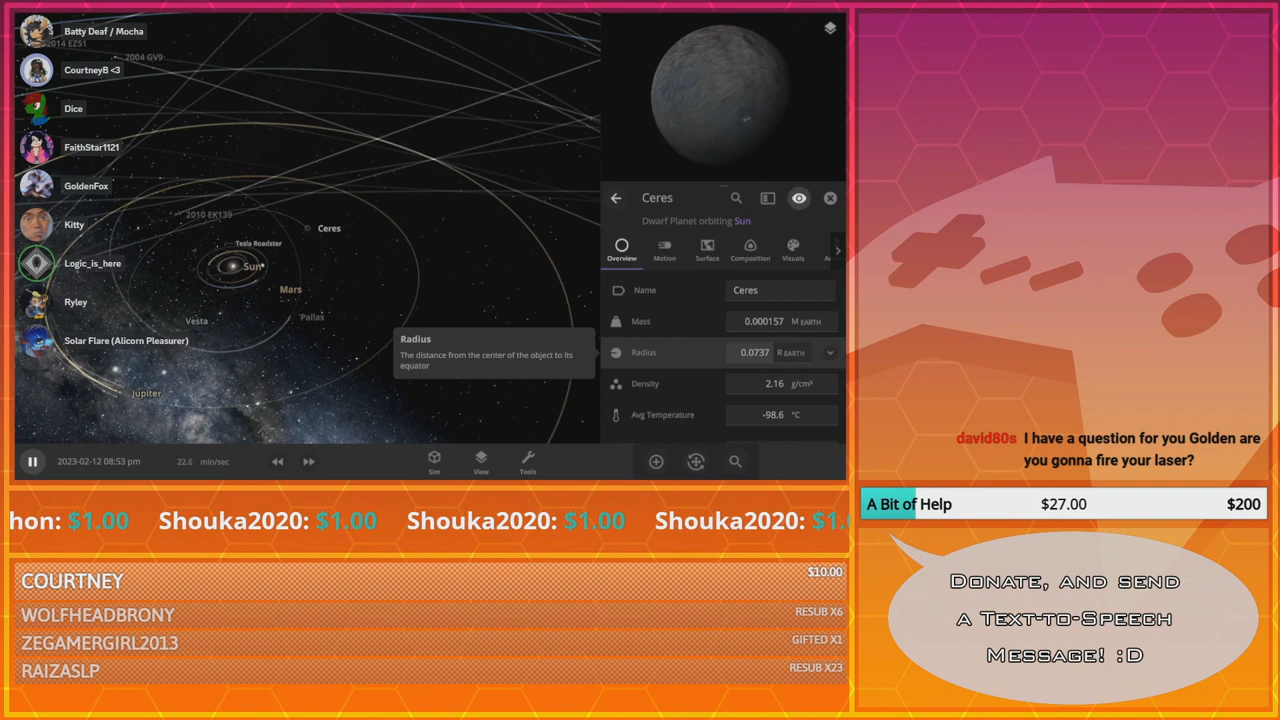 Batty Deaf / Mocha
2014 EZ51
2004 GV9
CourtneyB <3
Dice
FaithStar1121
GoldenFox
Kitty
Logic_is_here
Ryley
Solar Flare (Alicorn Pleasurer)
2010 EK139
Ceres
Tesla Roadster
Sun
Mars
Vesta
Pallas
Jupiter
Radius
The distance from the center of the object to its
equator
Ceres
Dwarf Planet orbiting Sun
Overview Motion Surface Composition Visuals
Name Ceres
Mass 0.000157 M EARTH
Radius 0.0737 R EARTH
Density 2.16 g/cm³
Avg Temperature -98.6 °C
2023-02-12 08:53 pm 22.6 min/sec
Sim View Tools
david80s I have a question for you Golden are
you gonna fire your laser?
A Bit of Help $27.00 $200
hon: $1.00 Shouka2020: $1.00 Shouka2020: $1.00 Shouka2020: $1.
COURTNEY $10.00
WOLFHEADBRONY RESUB X6
ZEGAMERGIRL2013 GIFTED X1
RAIZASLP RESUB X23
Donate, and send
a Text-to-Speech
Message! :D